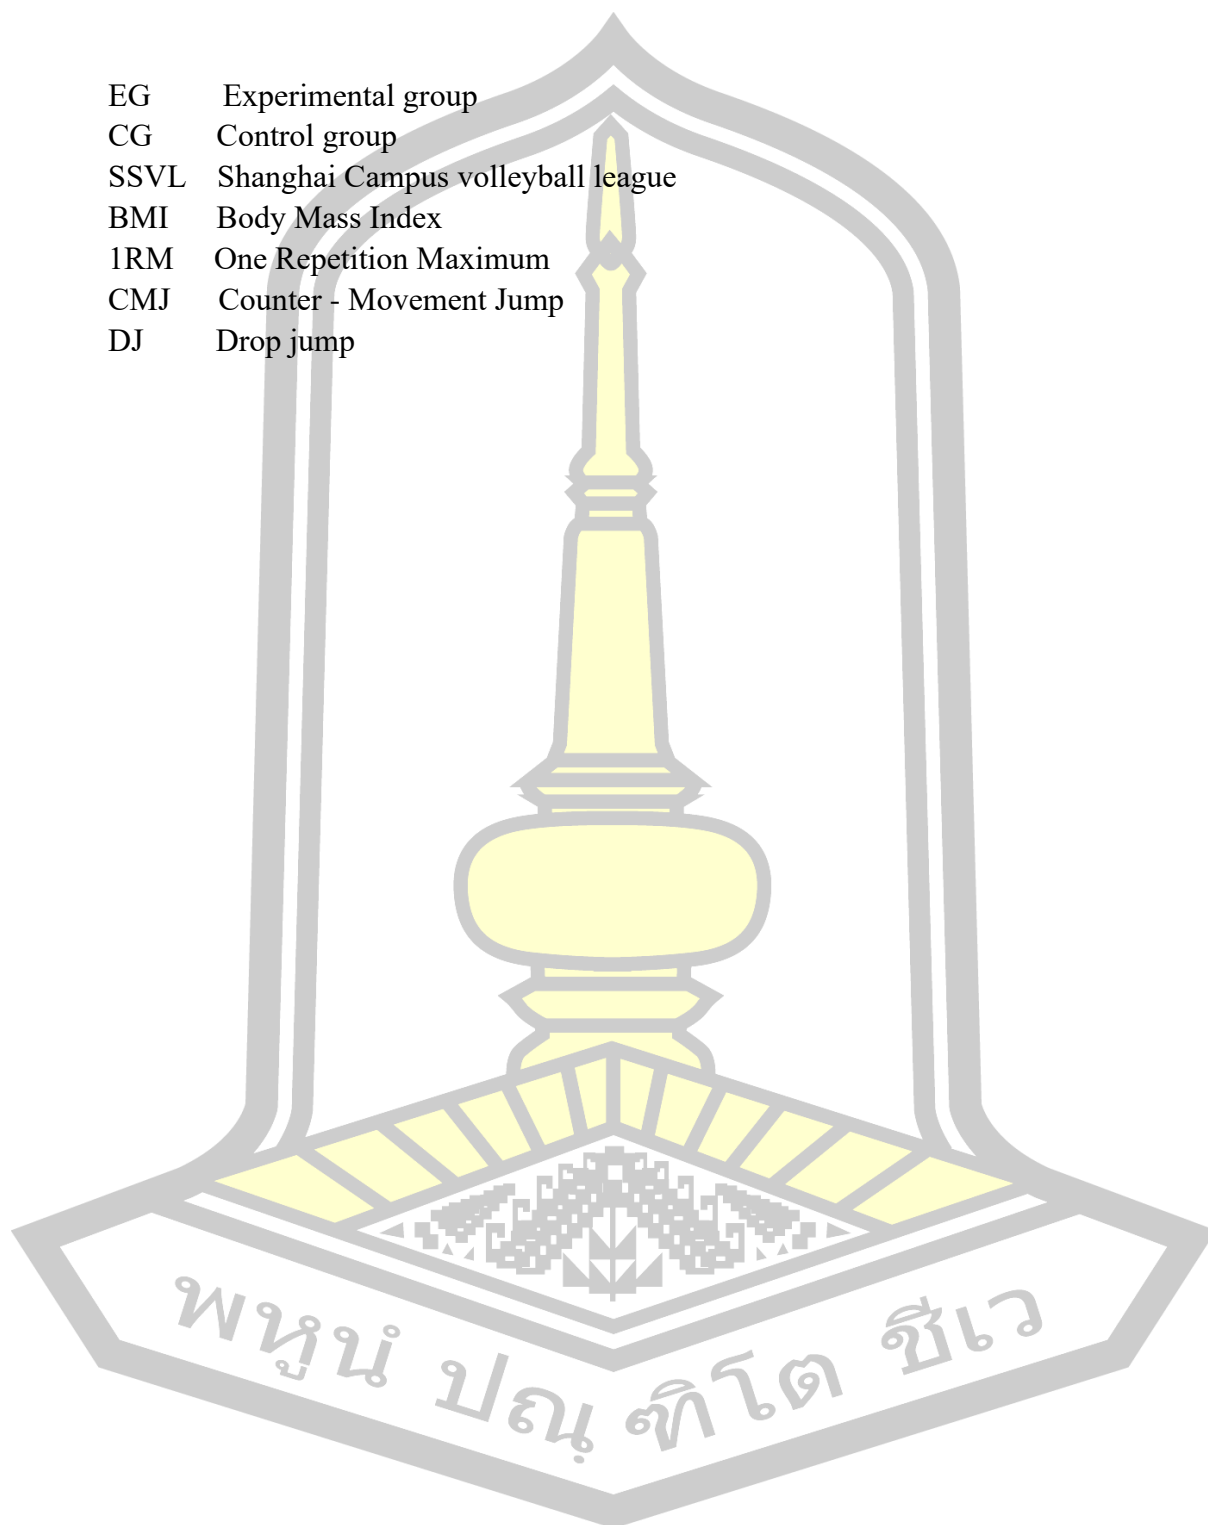 EG Experimental group
CG Control group
SSVL Shanghai Campus volleyball league
BMI Body Mass Index
1RM One Repetition Maximum
CMJ Counter - Movement Jump
DJ Drop jump
พหูนํ ปณฺฑิโต ชีเว